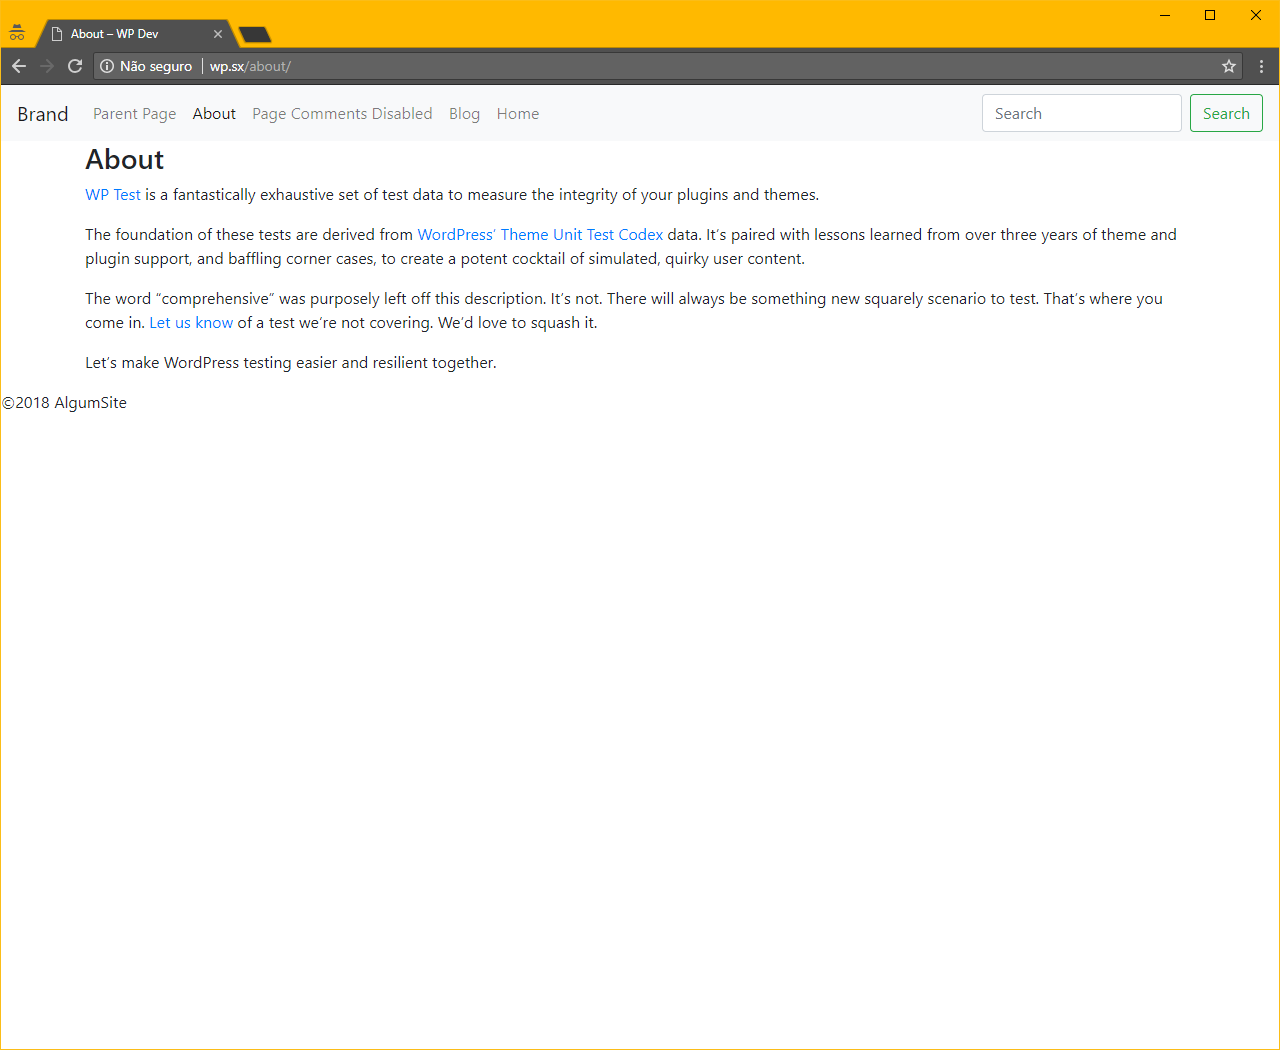 About – WP Dev
Não seguro | wp.sx/about/
Brand Parent Page About Page Comments Disabled Blog Home Search Search
About
WP Test is a fantastically exhaustive set of test data to measure the integrity of your plugins and themes.
The foundation of these tests are derived from WordPress’ Theme Unit Test Codex data. It’s paired with lessons learned from over three years of theme and
plugin support, and baffling corner cases, to create a potent cocktail of simulated, quirky user content.
The word “comprehensive” was purposely left off this description. It’s not. There will always be something new squarely scenario to test. That’s where you
come in. Let us know of a test we’re not covering. We’d love to squash it.
Let’s make WordPress testing easier and resilient together.
©2018 AlgumSite